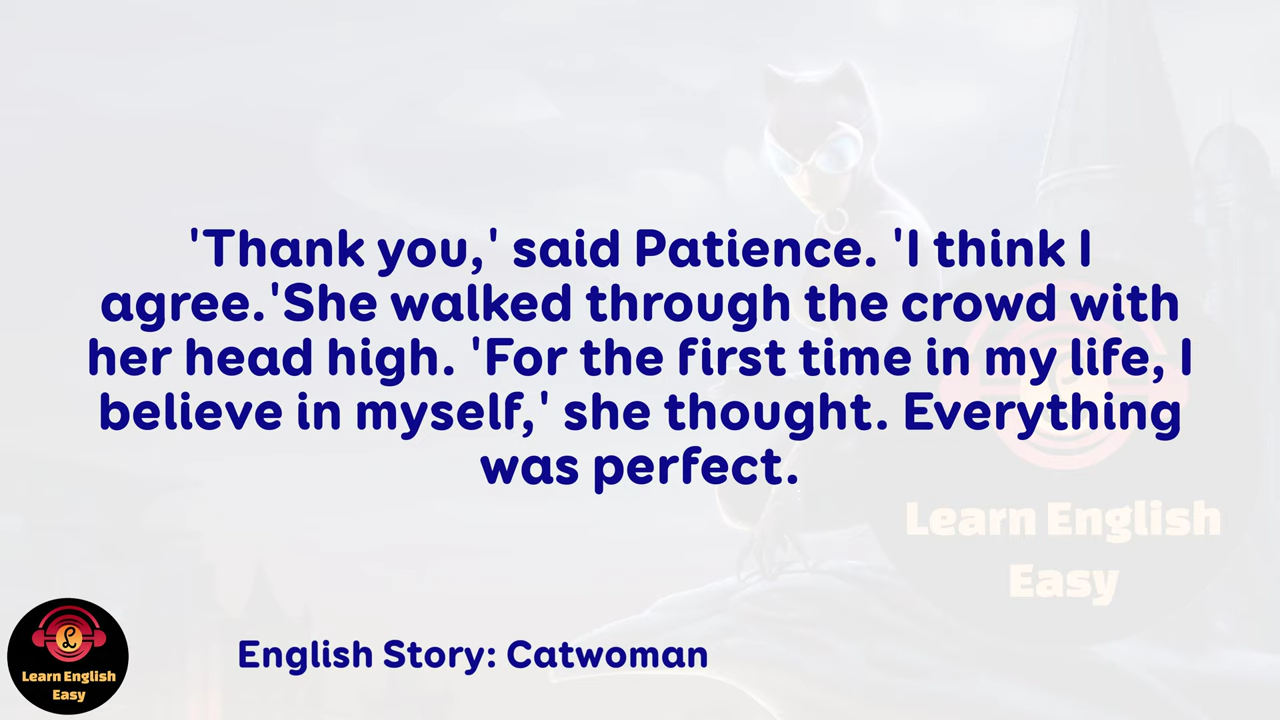 'Thank you,' said Patience. 'I think I
agree.'She walked through the crowd with
her head high. 'For the first time in my life, I
believe in myself,' she thought. Everything
was perfect.
Learn English
Easy
English Story: Catwoman
L
Learn English
Easy